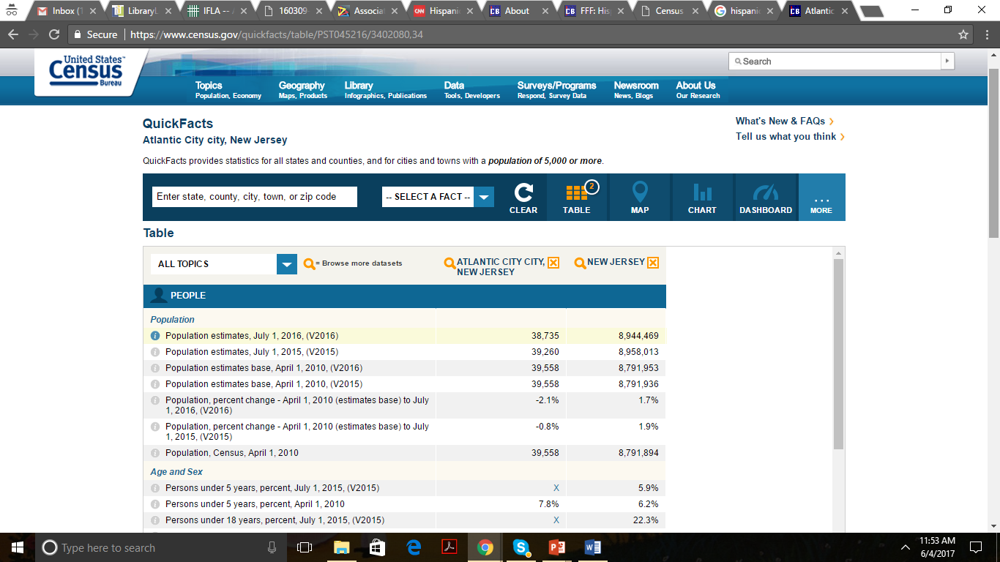 Inbox (1
LibraryL
IFLA -- A
160309-
Associat
CNN Hispanic
CB About
CB FFF: His
Census
hispanic
CB Atlantic
Secure https://www.census.gov/quickfacts/table/PST045216/3402080,34
United States™
Census
Bureau
Search
Topics Geography Library Data Surveys/Programs Newsroom About Us
Population, Economy Maps, Products Infographics, Publications Tools, Developers Respond, Survey Data News, Blogs Our Research
QuickFacts
Atlantic City city, New Jersey
What's New & FAQs
Tell us what you think
QuickFacts provides statistics for all states and counties, and for cities and towns with a population of 5,000 or more.
Enter state, county, city, town, or zip code
-- SELECT A FACT --
CLEAR
2
TABLE
MAP
CHART
DASHBOARD
...
MORE
Table
ALL TOPICS
= Browse more datasets
ATLANTIC CITY CITY,
NEW JERSEY
NEW JERSEY
PEOPLE
Population
Population estimates, July 1, 2016, (V2016) 38,735 8,944,469
Population estimates, July 1, 2015, (V2015) 39,260 8,958,013
Population estimates base, April 1, 2010, (V2016) 39,558 8,791,953
Population estimates base, April 1, 2010, (V2015) 39,558 8,791,936
Population, percent change - April 1, 2010 (estimates base) to July -2.1% 1.7%
1, 2016, (V2016)
Population, percent change - April 1, 2010 (estimates base) to July -0.8% 1.9%
1, 2015, (V2015)
Population, Census, April 1, 2010 39,558 8,791,894
Age and Sex
Persons under 5 years, percent, July 1, 2015, (V2015) X 5.9%
Persons under 5 years, percent, April 1, 2010 7.8% 6.2%
Persons under 18 years, percent, July 1, 2015, (V2015) X 22.3%
Type here to search
11:53 AM
6/4/2017